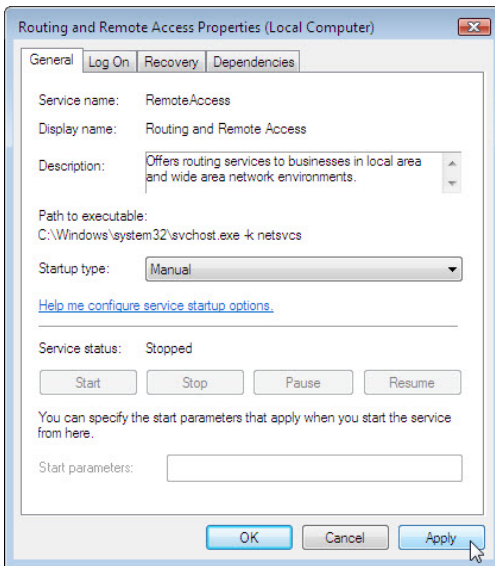 Routing and Remote Access Properties (Local Computer)
General Log On Recovery Dependencies
Service name: RemoteAccess
Display name: Routing and Remote Access
Description: Offers routing services to businesses in local area
and wide area network environments.
Path to executable:
C:\Windows\system32\svchost.exe -k netsvcs
Startup type: Manual
Help me configure service startup options.
Service status: Stopped
Start Stop Pause Resume
You can specify the start parameters that apply when you start the service
from here.
Start parameters:
OK Cancel Apply